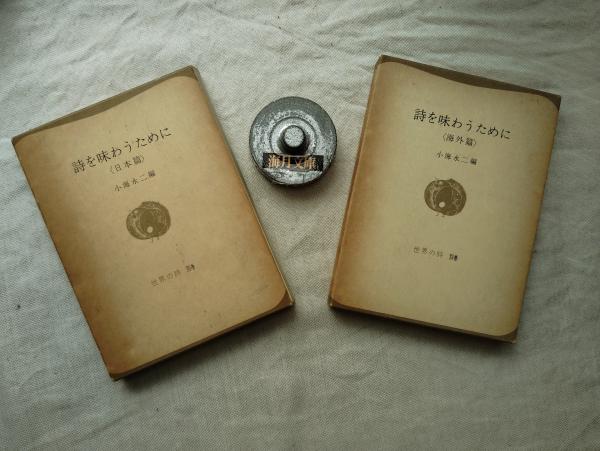 詩を味わうために
〈日本篇〉
小海永二編
世界の詩
海月文庫
詩を味わうために
〈海外篇〉
小海永二編
世界の詩